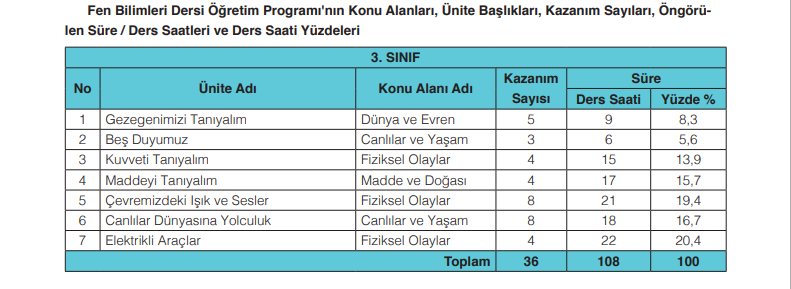 Fen Bilimleri Dersi Öğretim Programı'nın Konu Alanları, Ünite Başlıkları, Kazanım Sayıları, Öngörü-
len Süre / Ders Saatleri ve Ders Saati Yüzdeleri
3. SINIF
No Ünite Adı Konu Alanı Adı Kazanım Sayısı Süre
Ders Saati Yüzde %
1 Gezegenimizi Tanıyalım Dünya ve Evren 5 9 8,3
2 Beş Duyumuz Canlılar ve Yaşam 3 6 5,6
3 Kuvveti Tanıyalım Fiziksel Olaylar 4 15 13,9
4 Maddeyi Tanıyalım Madde ve Doğası 4 17 15,7
5 Çevremizdeki Işık ve Sesler Fiziksel Olaylar 8 21 19,4
6 Canlılar Dünyasına Yolculuk Canlılar ve Yaşam 8 18 16,7
7 Elektrikli Araçlar Fiziksel Olaylar 4 22 20,4
Toplam 36 108 100